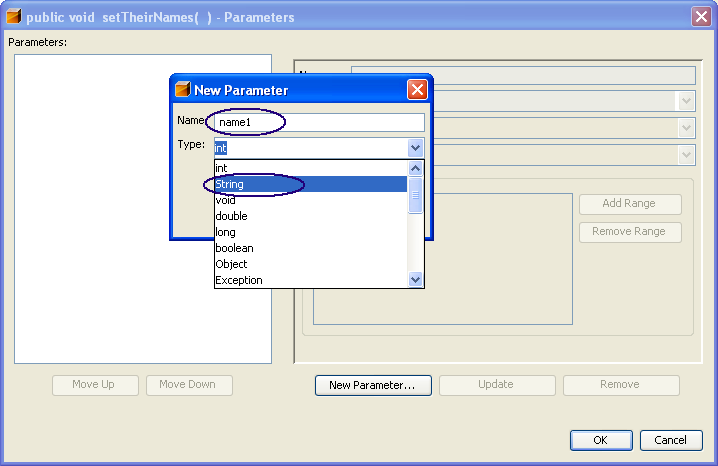 public void setTheirNames( ) - Parameters
Parameters:
New Parameter
Name
name1
Type:
int
int
String
void
double
long
boolean
Object
Exception
Add Range
Remove Range
Move Up
Move Down
New Parameter...
Update
Remove
OK
Cancel